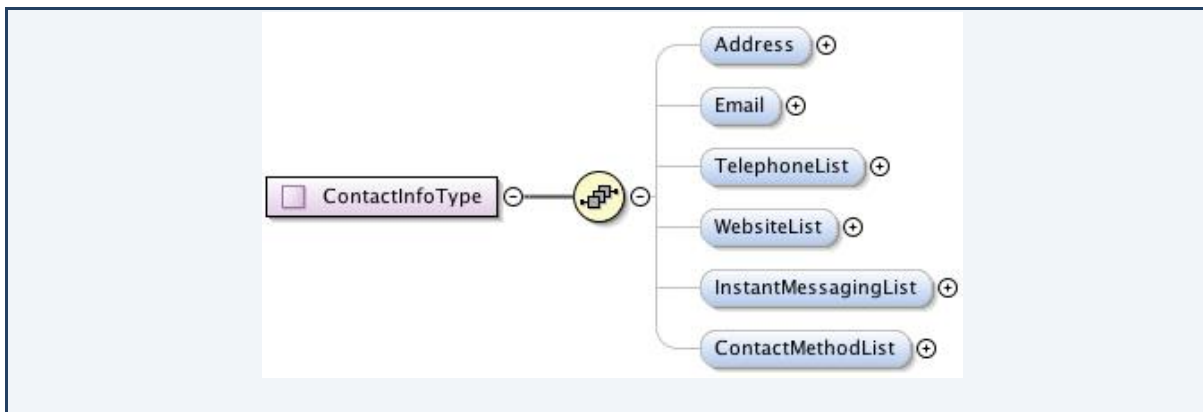 Address
Email
TelephoneList
ContactInfoType
WebsiteList
InstantMessagingList
ContactMethodList